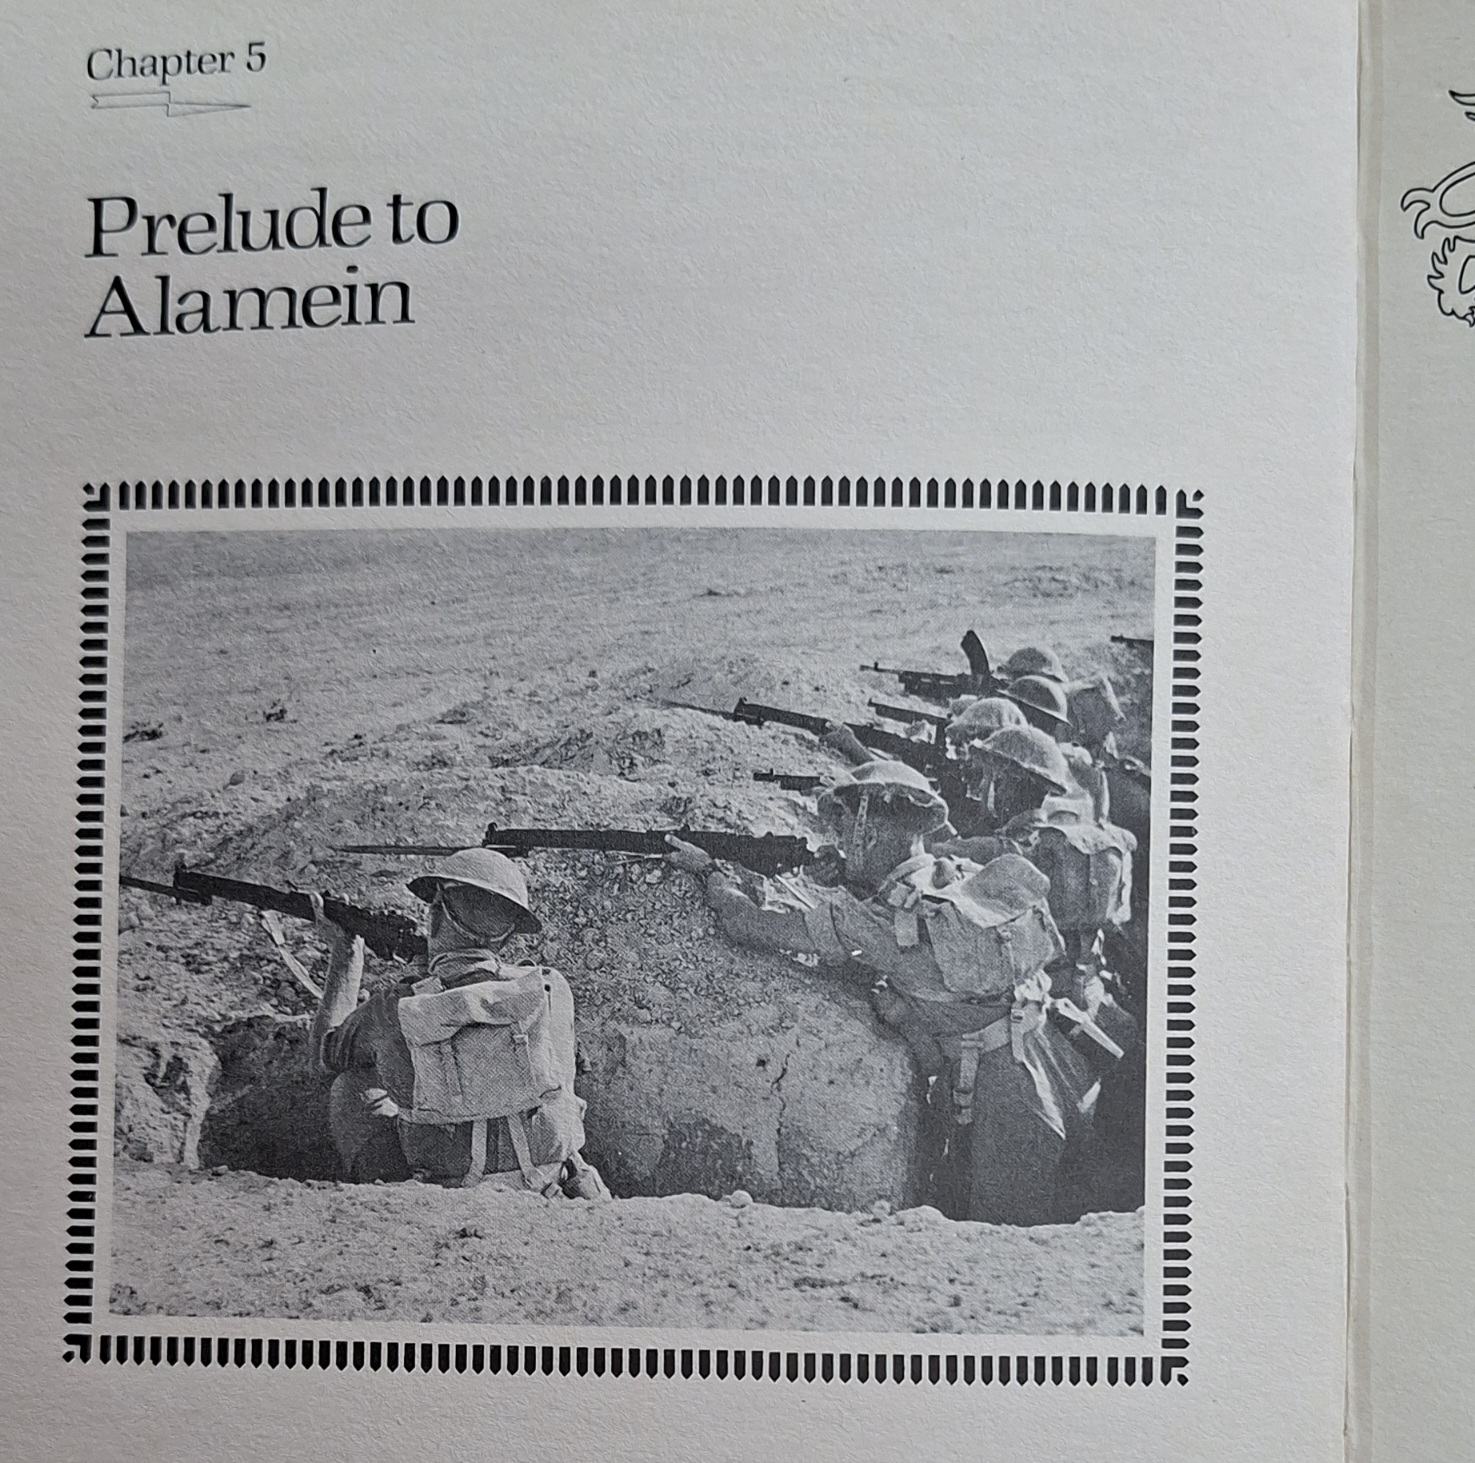 Chapter 5
Prelude to
Alamein